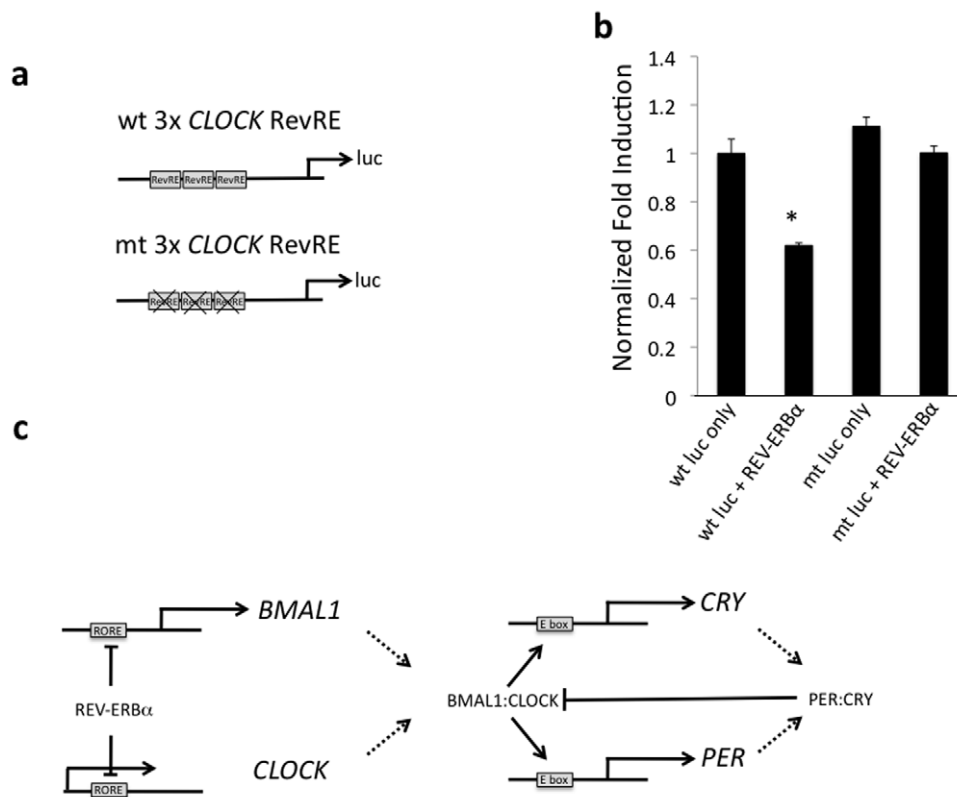 a
wt 3x CLOCK RevRE
luc
RevRE RevRE RevRE
mt 3x CLOCK RevRE
luc
RevRE RevRE RevRE
b
Normalized Fold Induction
1.4
1.2
1
0.8
0.6
0.4
0.2
0
*
wt luc only
wt luc + REV-ERBα
mt luc only
mt luc + REV-ERBα
c
BMAL1
RORE
REV-ERBα
CLOCK
RORE
CRY
E box
BMAL1:CLOCK
PER:CRY
PER
E box